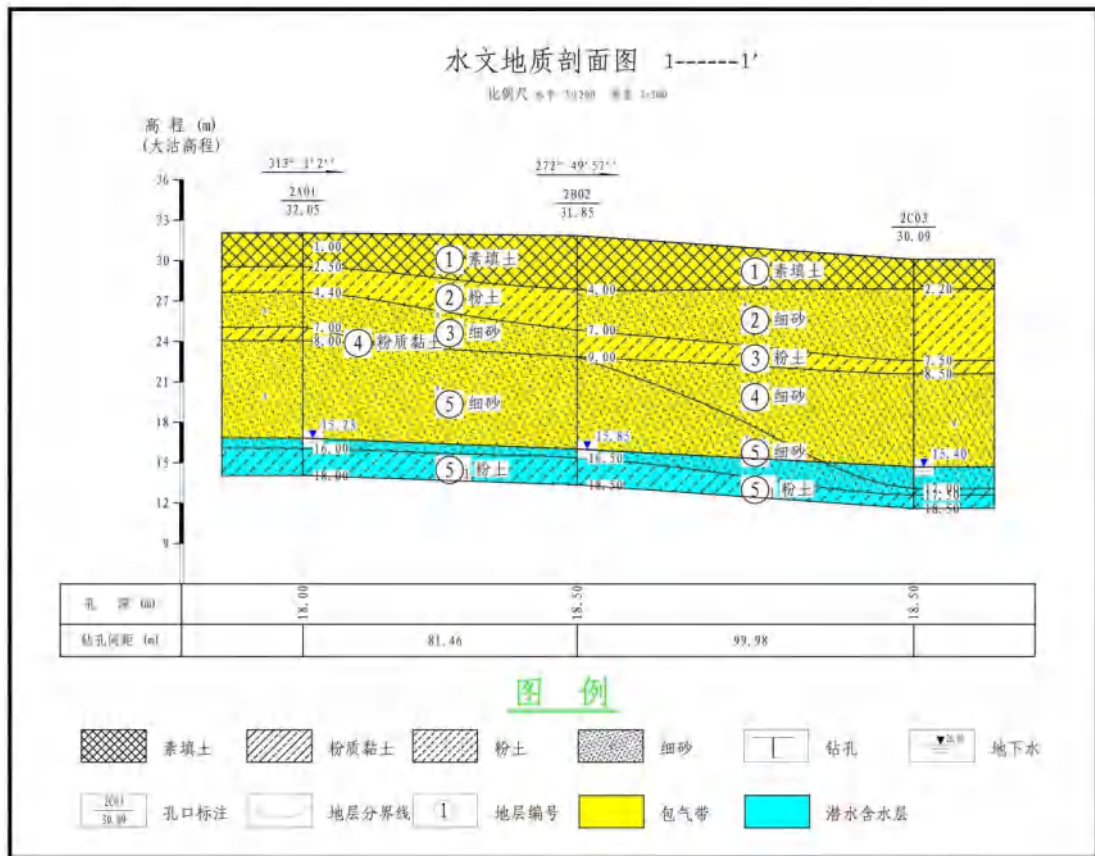 水文地质剖面图 1------1'
比例尺 水平 1:1200
高 程 (m)
(大沽高程)
313° 1'2''
272° 49'57''
2A01
32.05
2B02
31.85
2C03
30.09
36
33
30
27
24
21
18
15
12
9
1.00
2.50
4.40
7.00
8.00
15.23
16.00
18.00
① 素填土
② 粉土
③ 细砂
④ 粉质黏土
⑤ 细砂
⑤ 粉土
4.00
7.00
9.00
15.85
16.50
18.50
① 素填土
② 细砂
③ 粉土
④ 细砂
⑤ 细砂
⑤ 粉土
2.20
7.50
8.50
15.40
18.50
孔 深 (m)
18.00
18.50
18.50
钻孔间距 (m)
81.46
99.98
图 例
素填土
粉质黏土
粉土
细砂
钻孔
地下水
2C03
30.09
孔口标注
地层分界线
①
地层编号
包气带
潜水含水层